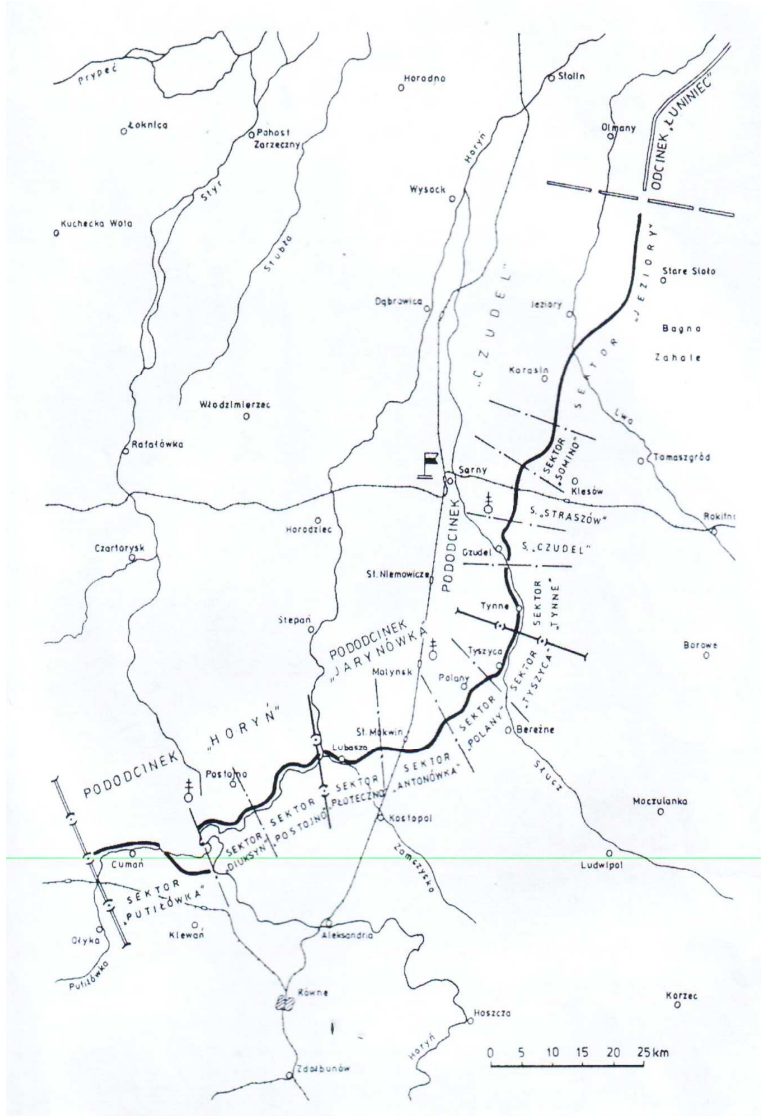 Prypeć
Horodno
Stolin
Łoknica
Pohost
Zarzeczny
Olmany
ODCINEK „ŁUNINIEC”
Horyń
Wysock
Styr
Kuchecka Wola
Stubła
Stare Sioło
„JEZIORY”
SEKTOR
Dąbrowica
Jeziory
Bagna
Zahale
„CZUDEL”
Karasin
Włodzimierzec
Lwa
Rafałówka
SEKTOR
„SOMINO”
Tomaszgród
Sarny
Klesów
Horodziec
S. „STRASZÓW”
Rokitno
Czartorysk
PODODCINEK
Czudel
S. „CZUDEL”
St. Niemowicze
Tynne
SEKTOR
„TYNNE”
Stepań
PODODCINEK
„JARYNÓWKA”
Borowe
Małynsk
Tyszyca
SEKTOR
„TYSZYCA”
Polany
SEKTOR
„POLANY”
St. Mokwin
Bereźne
PODODCINEK „HORYŃ”
Lubasza
Słucz
Postojno
SEKTOR
„ANTONÓWKA”
SEKTOR
„PŁOTECZNO”
SEKTOR
„POSTOJNO”
SEKTOR
„DIUKSYN”
Kostopol
Moczulanka
Zamczysko
Cumań
Ludwipol
SEKTOR
„PUTIŁÓWKA”
Ołyka
Klewań
Aleksandria
Putiłówka
Równe
Korzec
Hoszcza
Horyń
0 5 10 15 20 25 km
Zdołbunów